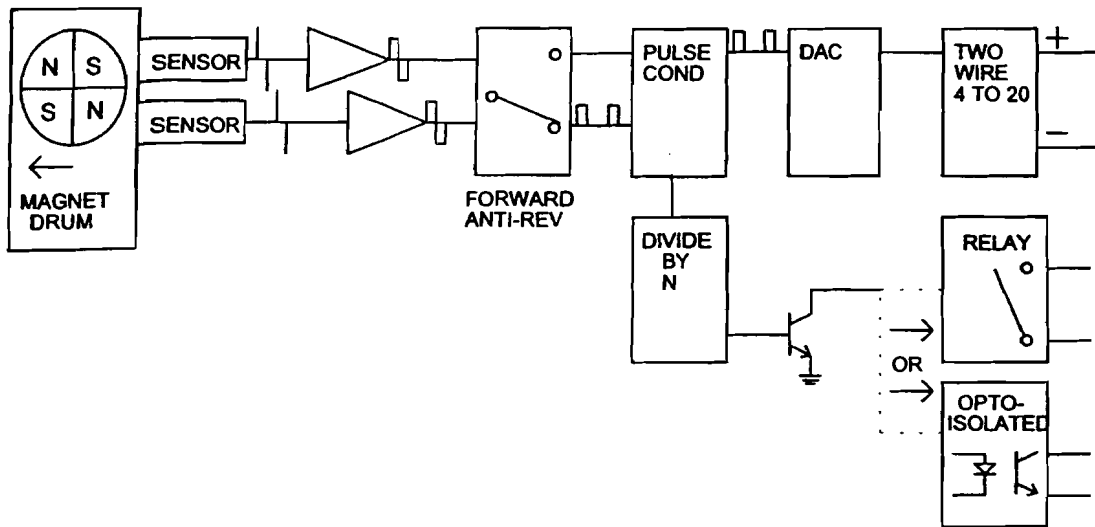 N S
S N
MAGNET
DRUM
SENSOR
SENSOR
FORWARD
ANTI-REV
PULSE
COND
DAC
TWO
WIRE
4 TO 20
+
−
DIVIDE
BY
N
OR
RELAY
OPTO-
ISOLATED